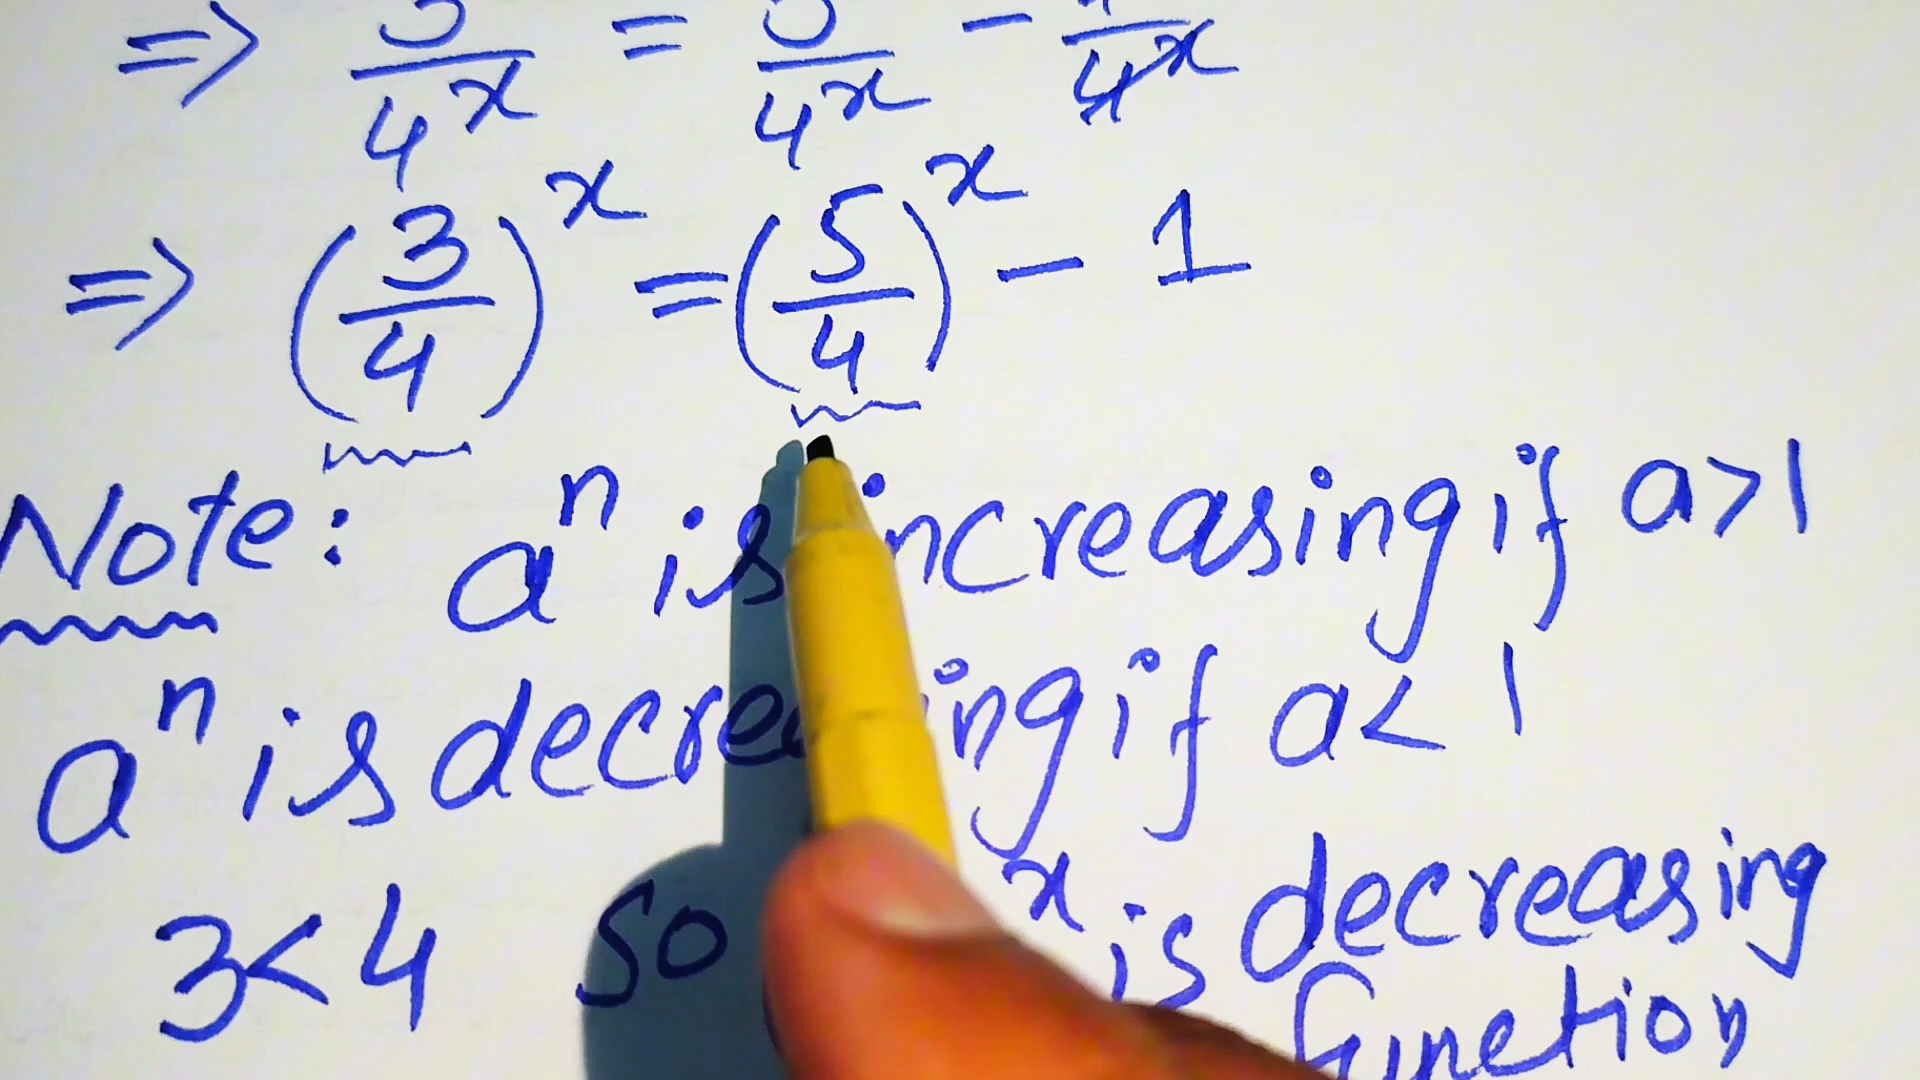 => 3/4^x = 5/4^x - 4^x/4^x
=> (3/4)^x = (5/4)^x - 1
Note: a^n is increasing if a>1
a^n is decreasing if a<1
3<4 so x is decreasing
function